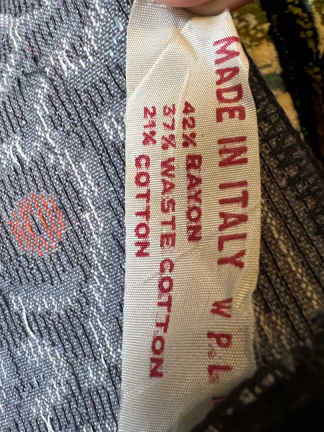 MADE IN ITALY W.P.L.
42% RAYON
37% WASTE COTTON
21% COTTON